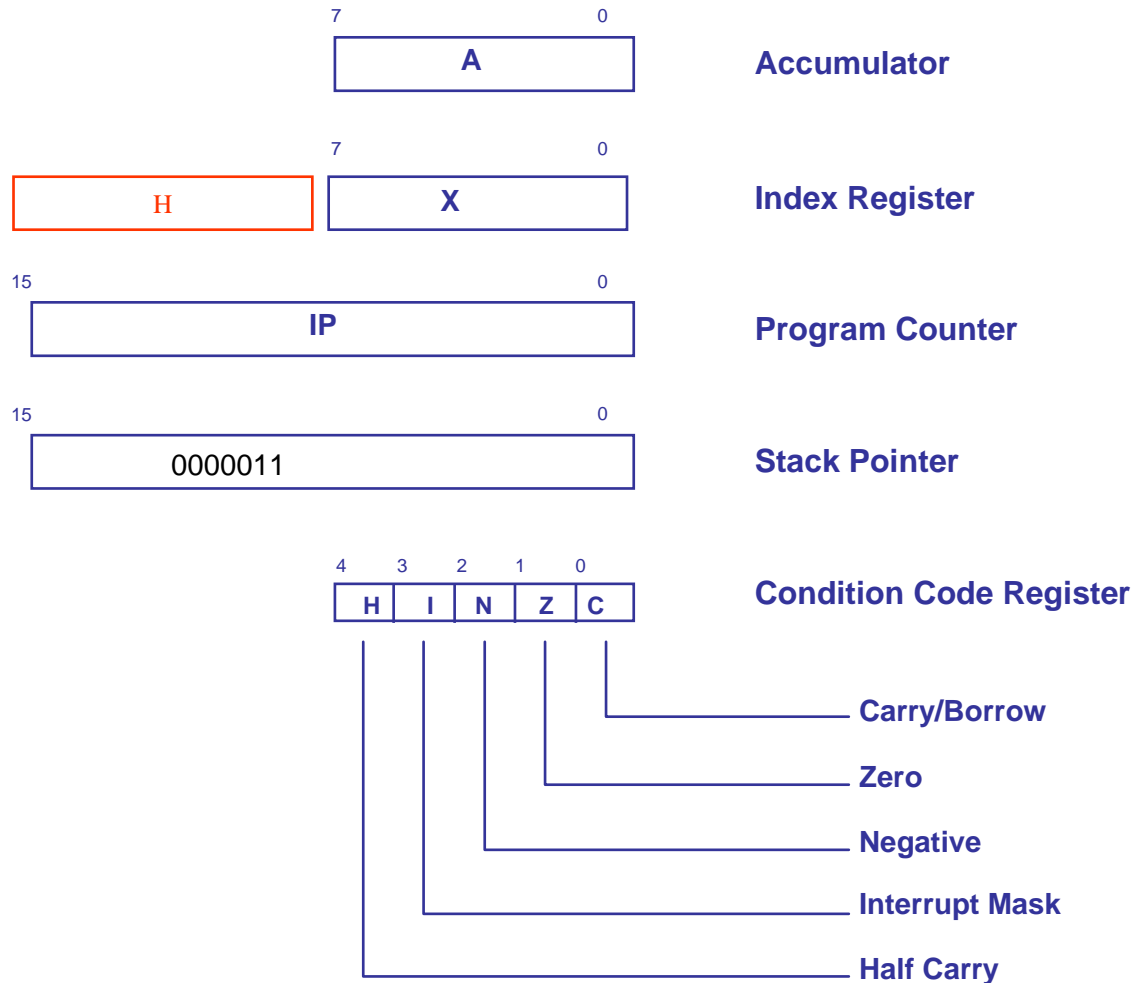 7 0
A Accumulator
7 0
H X Index Register
15 0
IP Program Counter
15 0
0000011 Stack Pointer
4 3 2 1 0
H I N Z C Condition Code Register
Carry/Borrow
Zero
Negative
Interrupt Mask
Half Carry